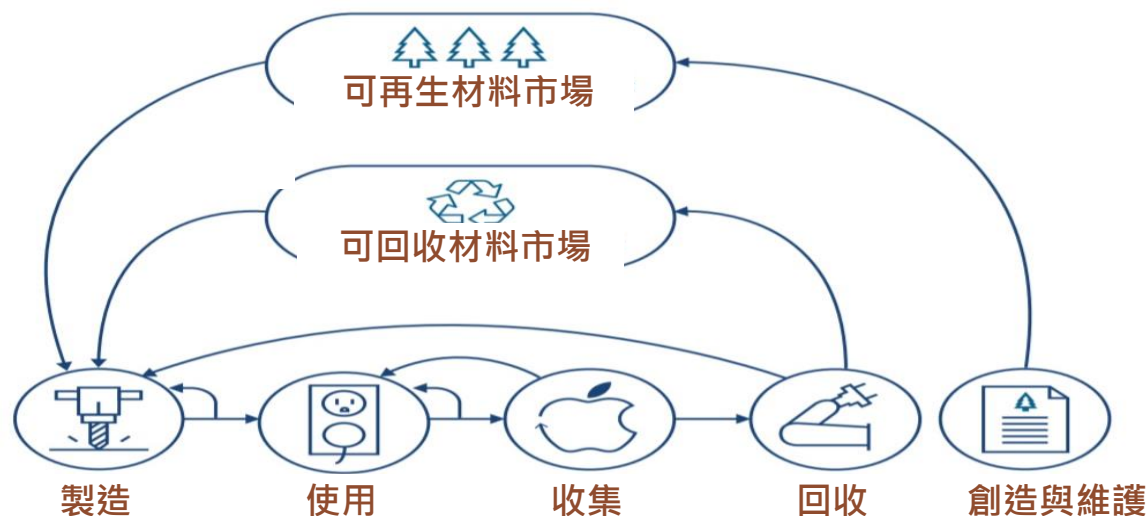 可再生材料市場
可回收材料市場
製造
使用
收集
回收
創造與維護